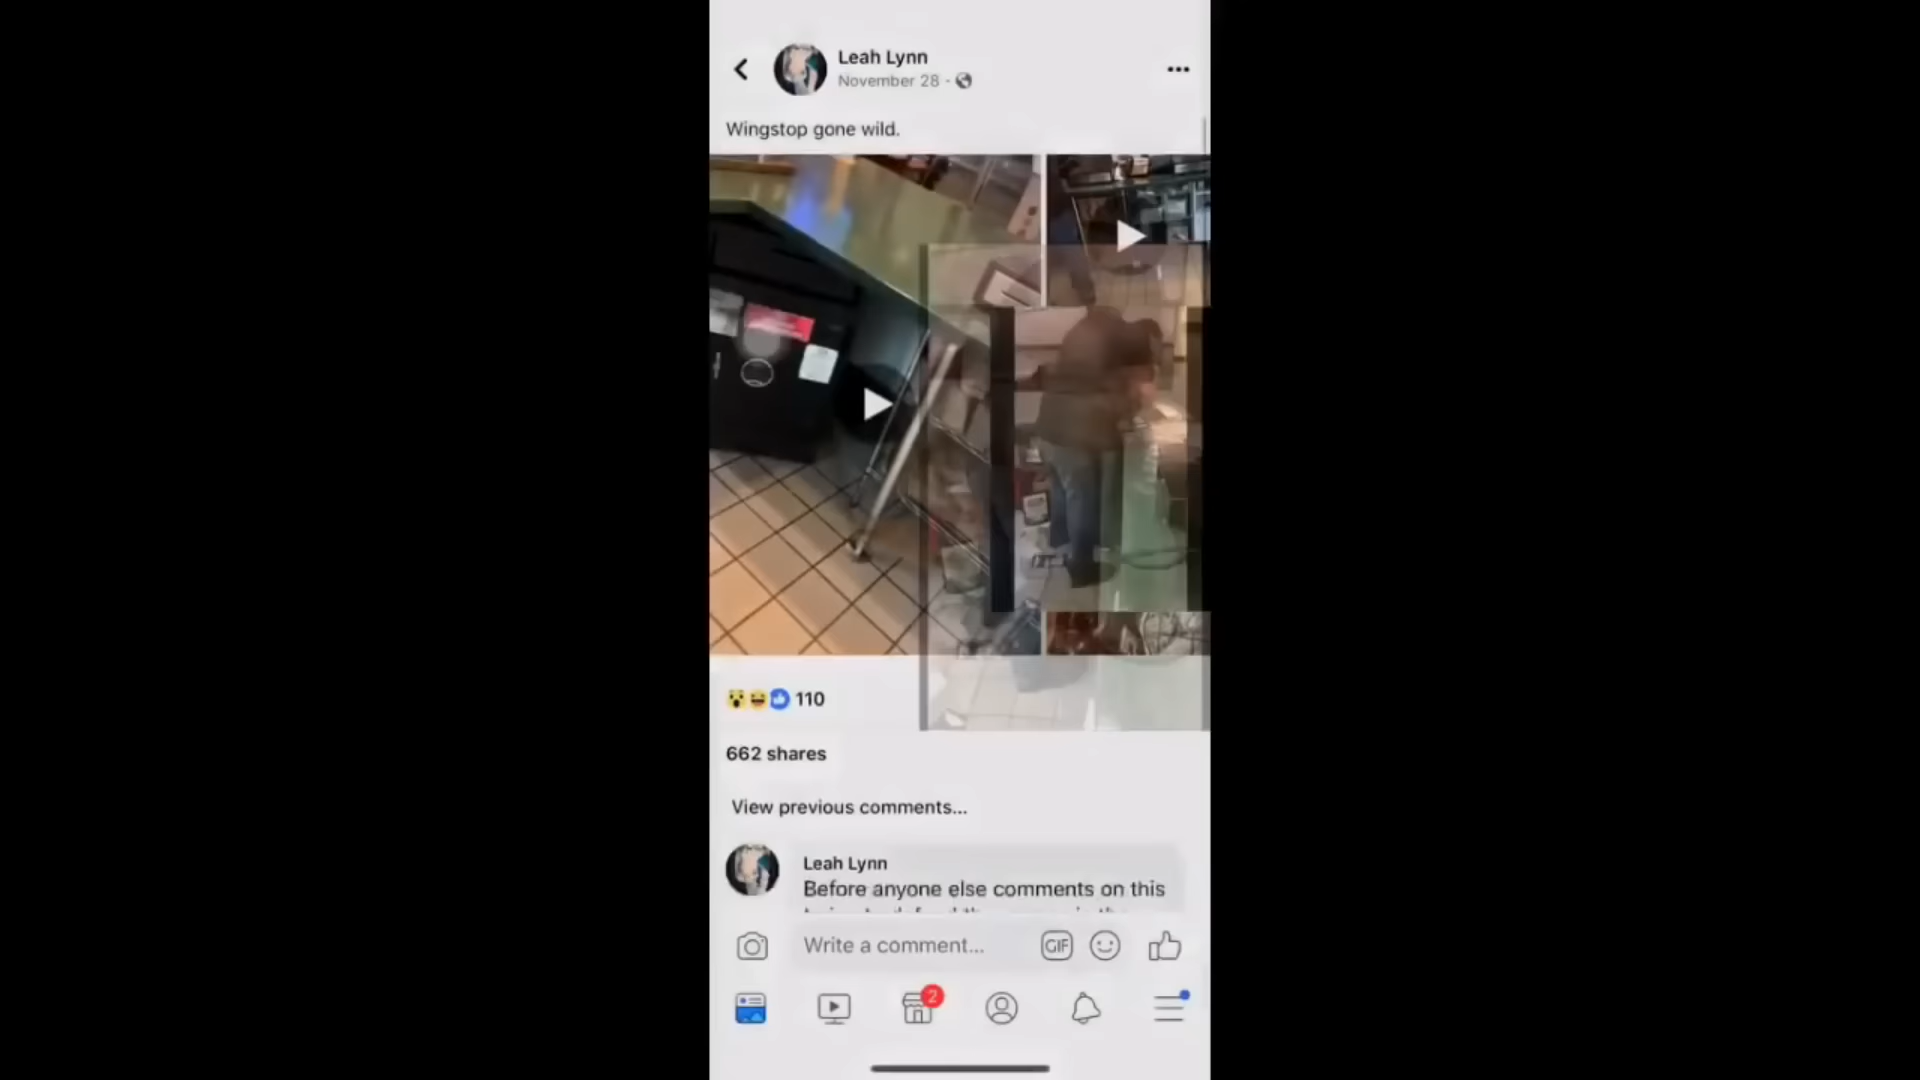 Leah Lynn
November 28 ·
Wingstop gone wild.
110
662 shares
View previous comments...
Leah Lynn
Before anyone else comments on this
Write a comment...
GIF
2